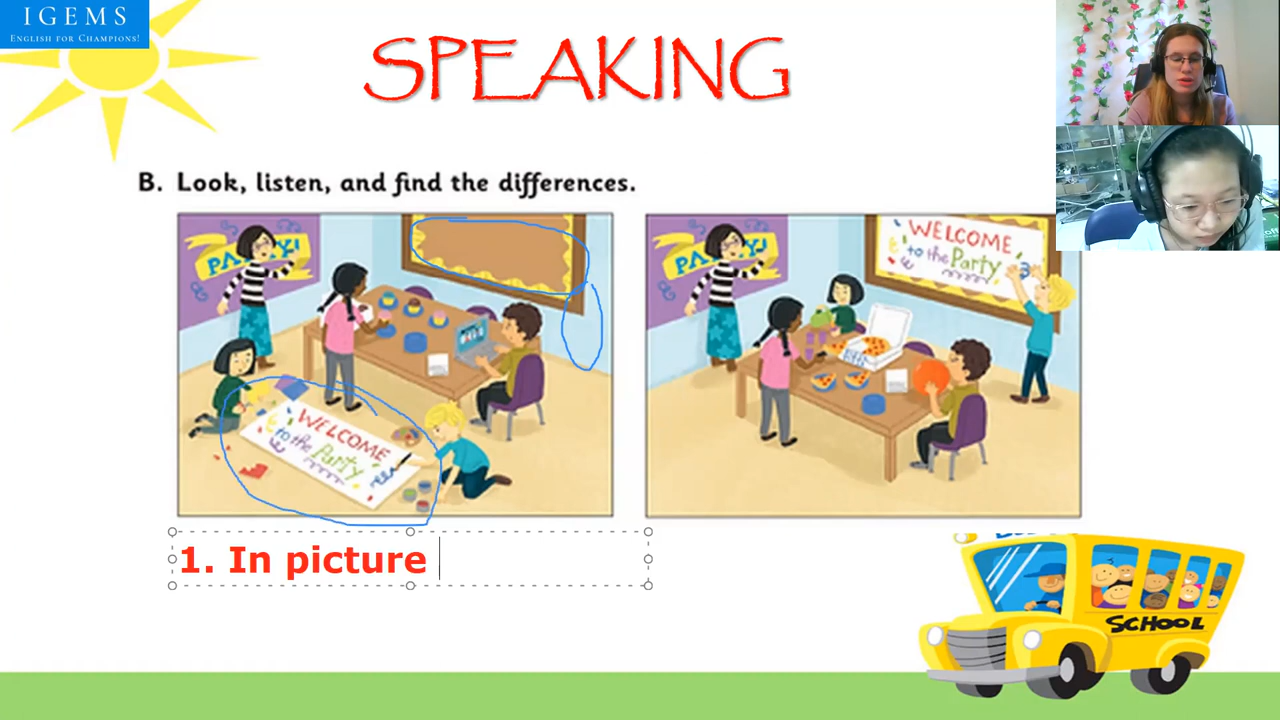 IGEMS
ENGLISH FOR CHAMPIONS!
SPEAKING
B. Look, listen, and find the differences.
PARTY!
WELCOME
to the Party
PARTY!
WELCOME
to the Party
1. In picture
SCHOOL